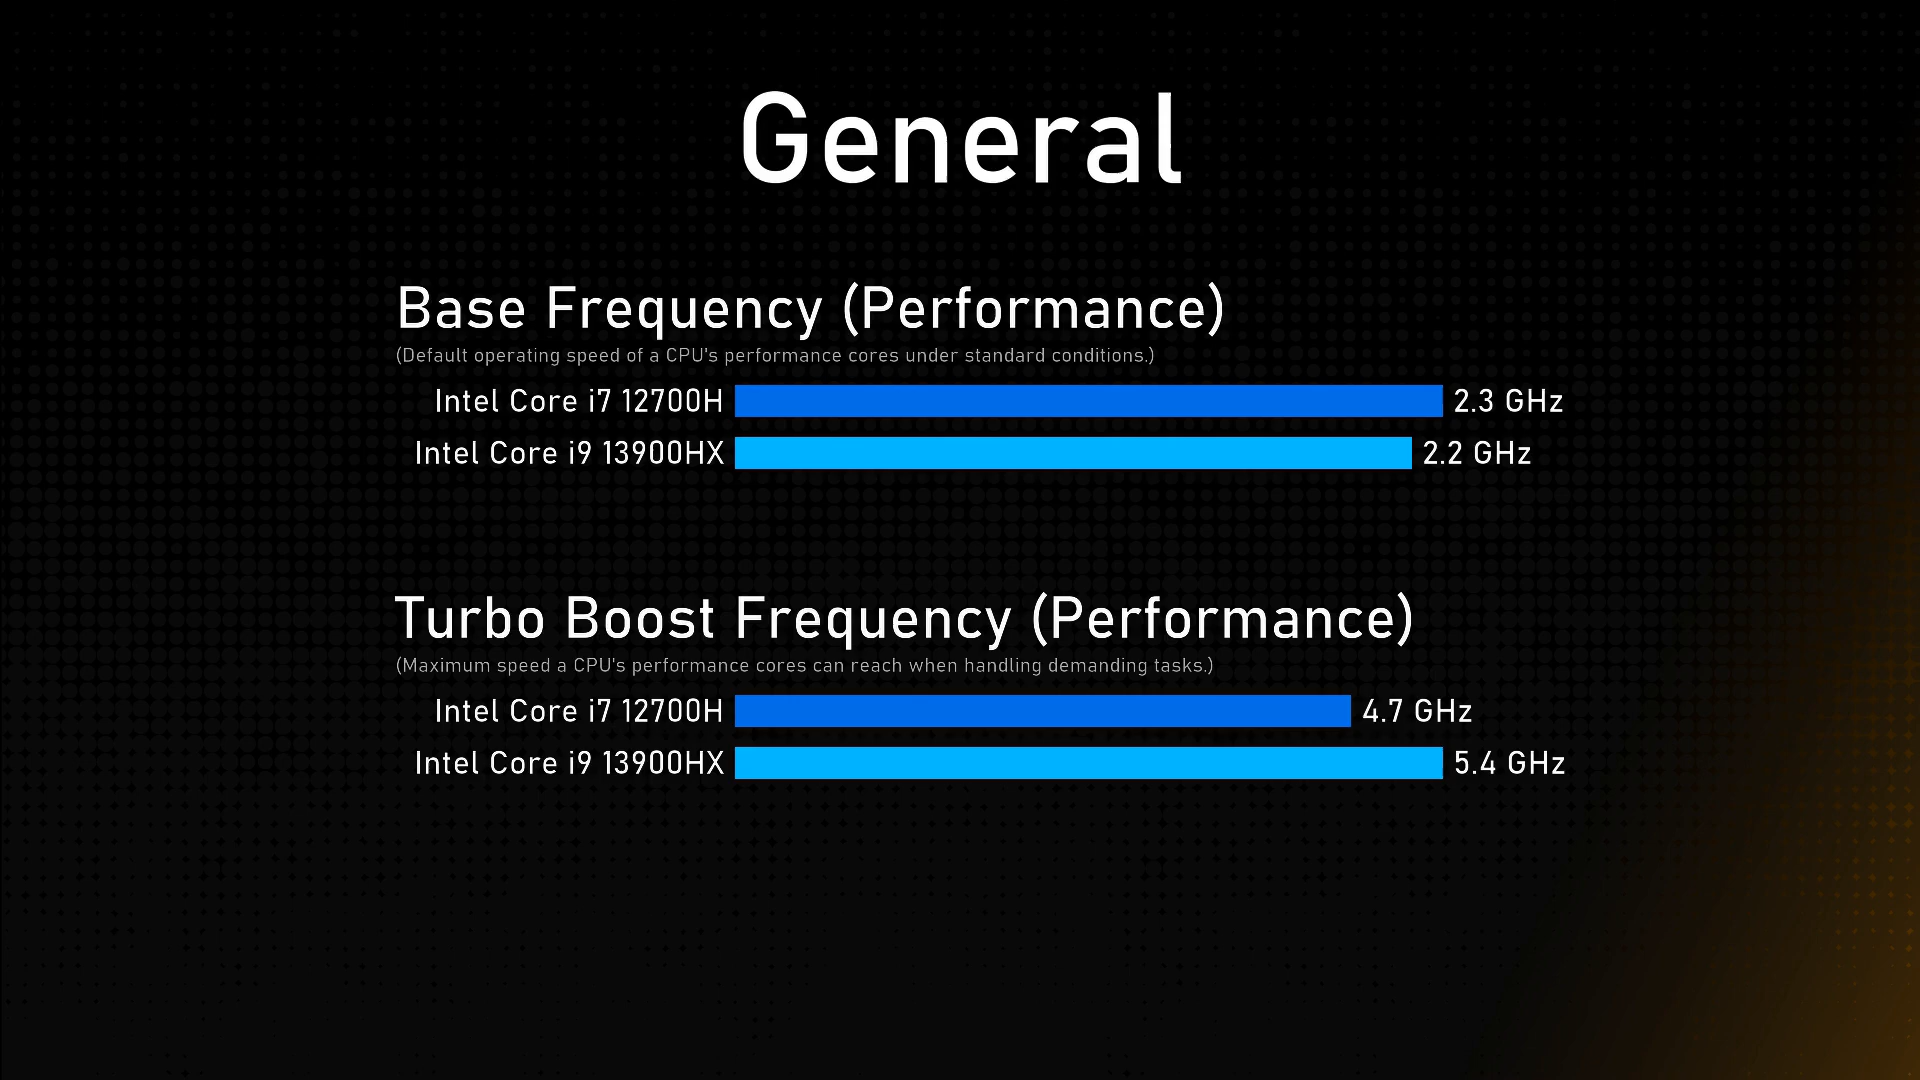 General
Base Frequency (Performance)
(Default operating speed of a CPU's performance cores under standard conditions.)
Intel Core i7 12700H 2.3 GHz
Intel Core i9 13900HX 2.2 GHz
Turbo Boost Frequency (Performance)
(Maximum speed a CPU's performance cores can reach when handling demanding tasks.)
Intel Core i7 12700H 4.7 GHz
Intel Core i9 13900HX 5.4 GHz